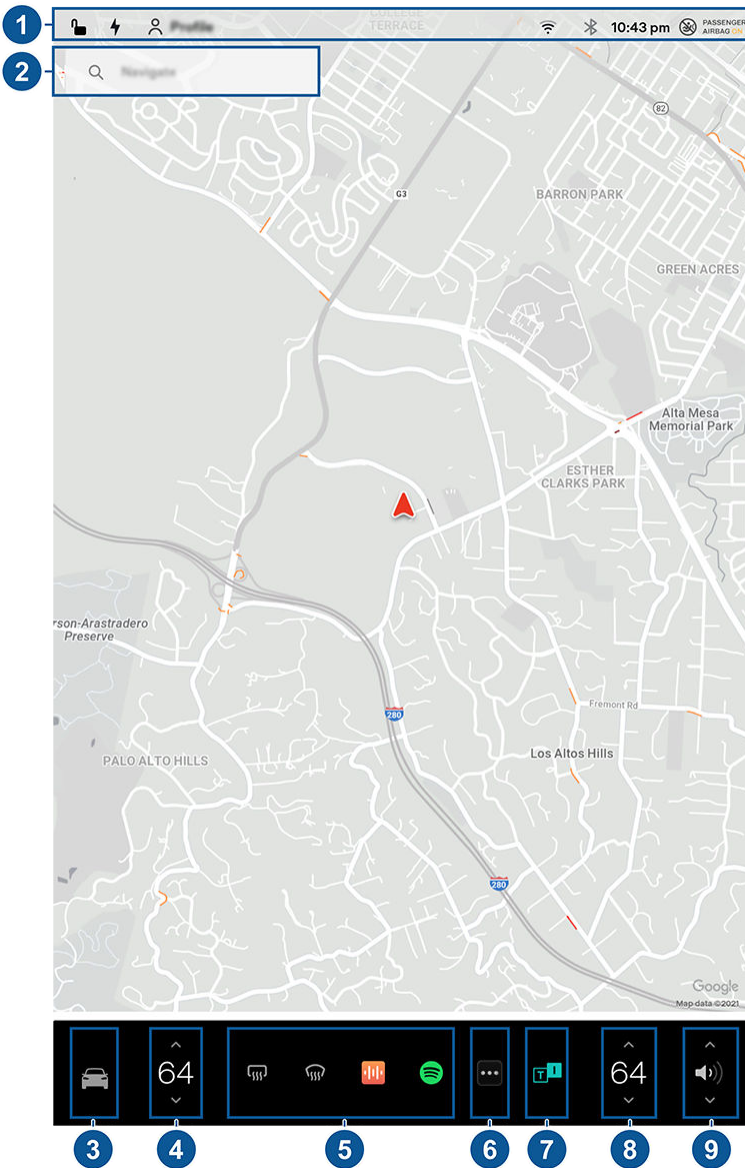 1
Profile
COLLEGE
TERRACE
10:43 pm
PASSENGER
AIRBAG ON
2
Navigate
82
G3
BARRON PARK
GREEN ACRES
Alta Mesa
Memorial Park
ESTHER
CLARKS PARK
rson-Arastradero
Preserve
280
Fremont Rd
Los Altos Hills
PALO ALTO HILLS
280
Google
Map data ©2021
64
T I
64
3
4
5
6
7
8
9